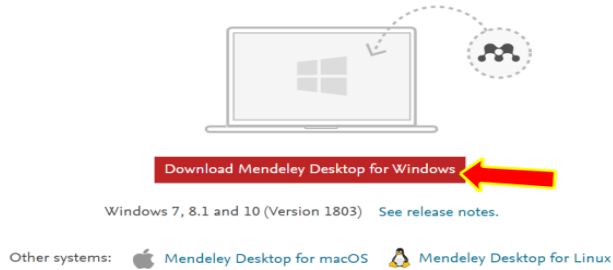 Download Mendeley Desktop for Windows
Windows 7, 8.1 and 10 (Version 1803) See release notes.
Other systems: Mendeley Desktop for macOS Mendeley Desktop for Linux